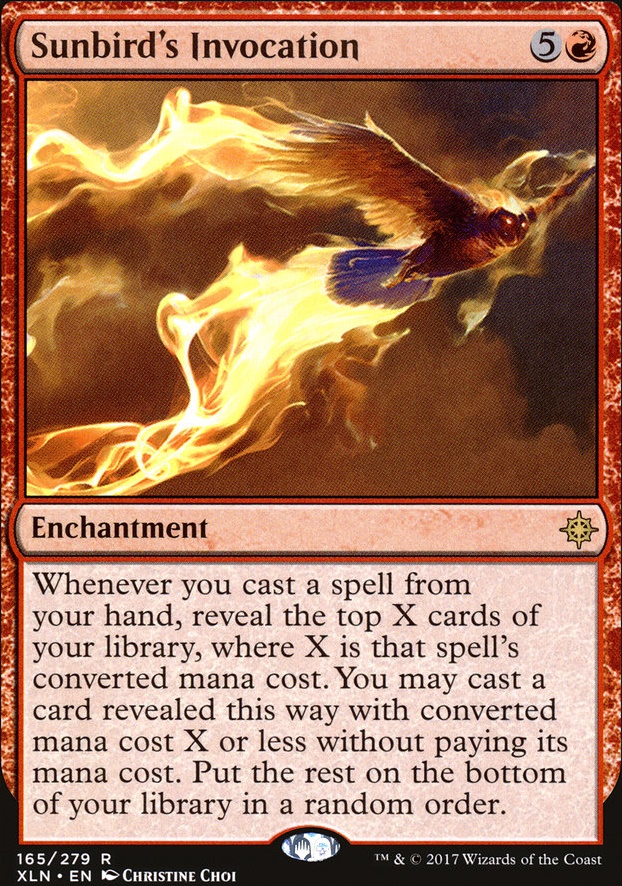 Sunbird's Invocation 5
Enchantment
Whenever you cast a spell from
your hand, reveal the top X cards of
your library, where X is that spell's
converted mana cost. You may cast a
card revealed this way with converted
mana cost X or less without paying its
mana cost. Put the rest on the bottom
of your library in a random order.
165/279 R
XLN • EN Christine Choi
™ & © 2017 Wizards of the Coast